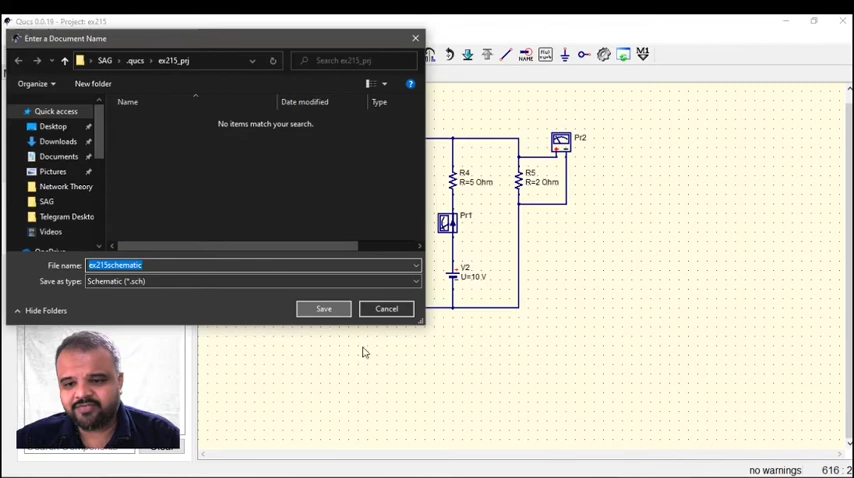 Qucs 0.0.19 - Project: ex215
Enter a Document Name
SAG
.qucs
ex215_prj
Search ex215_prj
Organize
New folder
NAME
M1
Quick access
Name
Date modified
Type
Desktop
No items match your search.
Downloads
Documents
Pictures
Network Theory
SAG
Telegram Deskto
Videos
File name:
ex215schematic
Save as type:
Schematic (*.sch)
Hide Folders
Save
Cancel
Pr2
R4
R=5 Ohm
R5
R=2 Ohm
Pr1
V2
U=10 V
Clear
no warnings
616 : 2